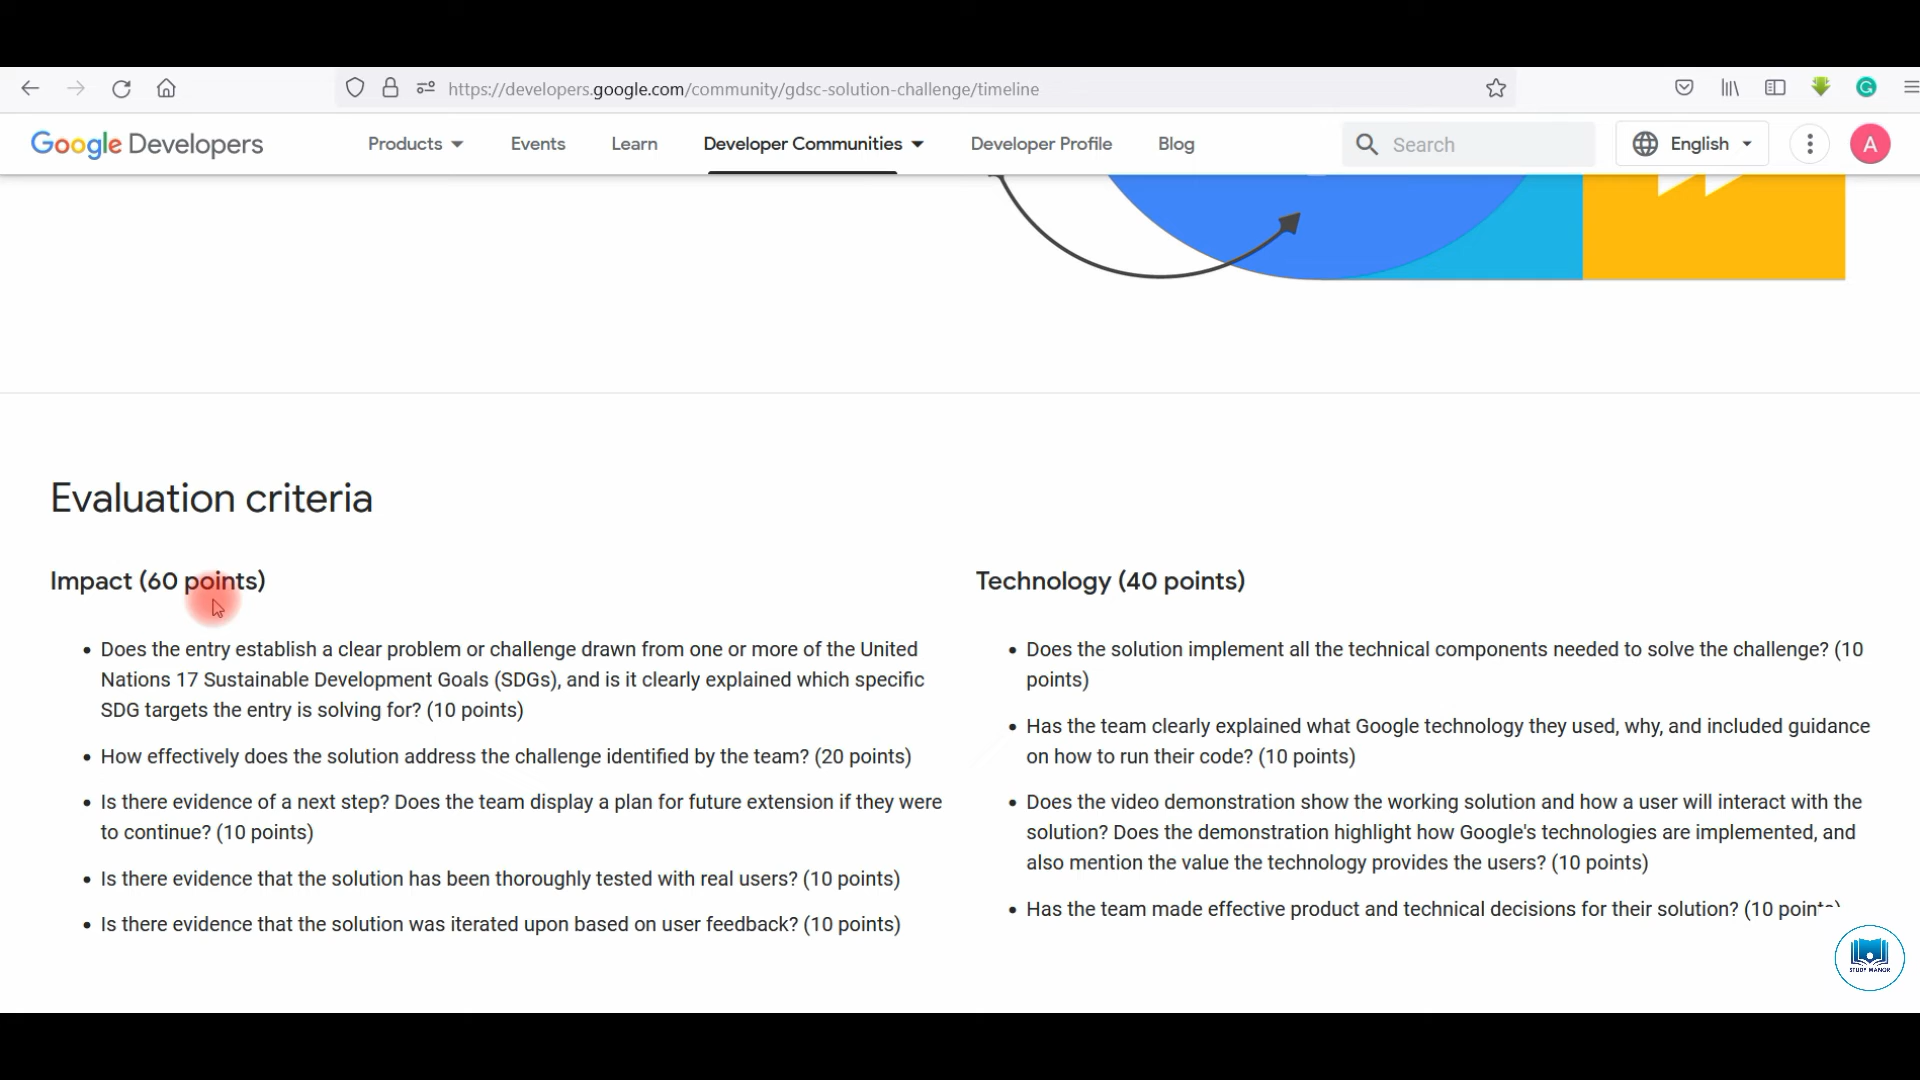 https://developers.google.com/community/gdsc-solution-challenge/timeline
G
Google Developers
Products
Events
Learn
Developer Communities
Developer Profile
Blog
Search
English
A
Evaluation criteria
Impact (60 points)
• Does the entry establish a clear problem or challenge drawn from one or more of the United
Nations 17 Sustainable Development Goals (SDGs), and is it clearly explained which specific
SDG targets the entry is solving for? (10 points)
• How effectively does the solution address the challenge identified by the team? (20 points)
• Is there evidence of a next step? Does the team display a plan for future extension if they were
to continue? (10 points)
• Is there evidence that the solution has been thoroughly tested with real users? (10 points)
• Is there evidence that the solution was iterated upon based on user feedback? (10 points)
Technology (40 points)
• Does the solution implement all the technical components needed to solve the challenge? (10
points)
• Has the team clearly explained what Google technology they used, why, and included guidance
on how to run their code? (10 points)
• Does the video demonstration show the working solution and how a user will interact with the
solution? Does the demonstration highlight how Google's technologies are implemented, and
also mention the value the technology provides the users? (10 points)
• Has the team made effective product and technical decisions for their solution? (10 points)
STUDY MANOR